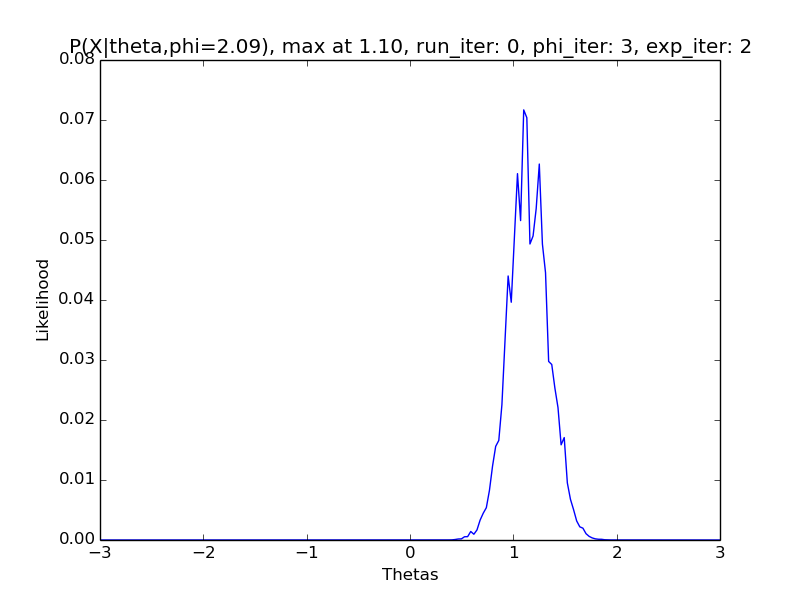 P(X|theta,phi=2.09), max at 1.10, run_iter: 0, phi_iter: 3, exp_iter: 2
0.08
0.07
0.06
0.05
0.04
0.03
0.02
0.01
0.00
Likelihood
−3 −2 −1 0 1 2 3
Thetas